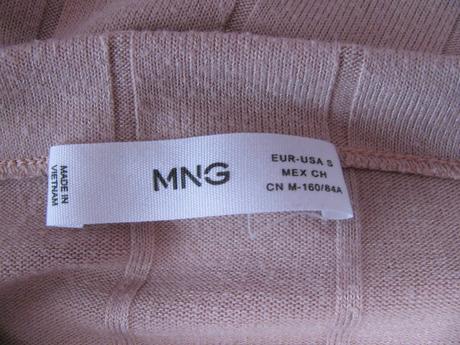 MADE IN
VIETNAM
MNG
EUR-USA S
MEX CH
CN M-160/84A